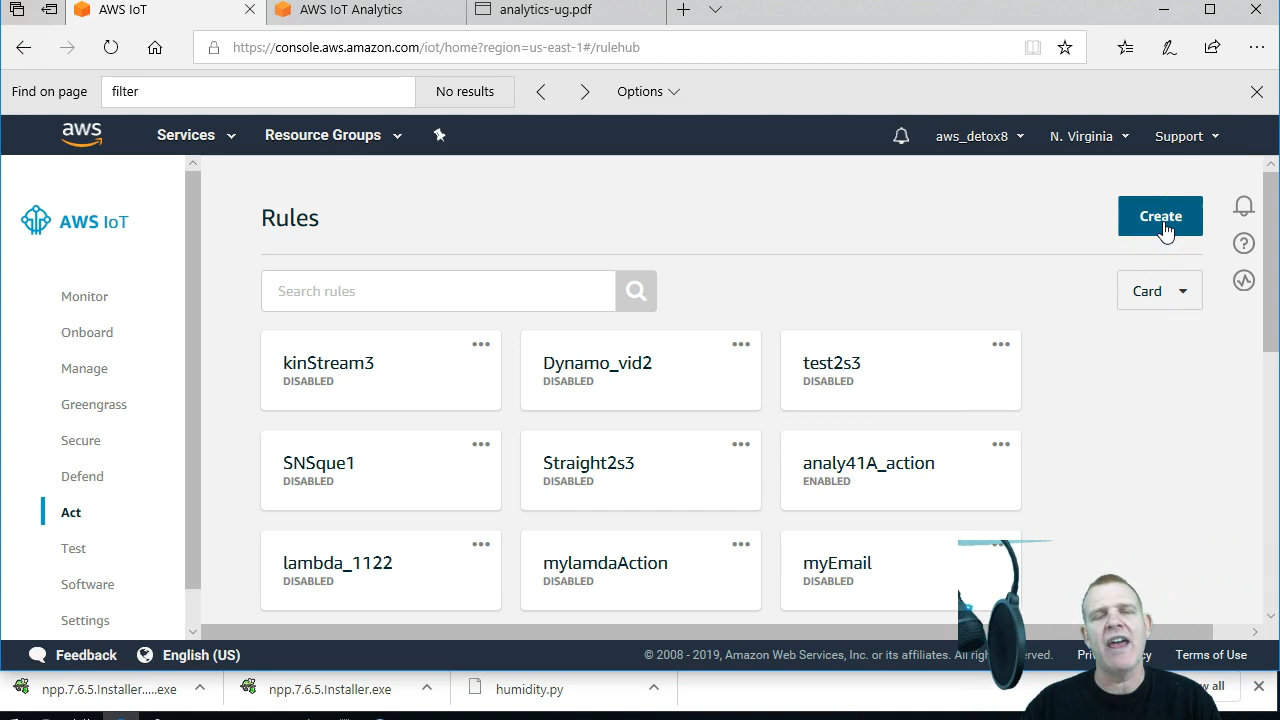 AWS IoT
AWS IoT Analytics
analytics-ug.pdf
https://console.aws.amazon.com/iot/home?region=us-east-1#/rulehub
Find on page
filter
No results
Options
aws
Services
Resource Groups
aws_detox8
N. Virginia
Support
AWS IoT
Monitor
Onboard
Manage
Greengrass
Secure
Defend
Act
Test
Software
Settings
Rules
Create
Search rules
Card
kinStream3
DISABLED
Dynamo_vid2
DISABLED
test2s3
DISABLED
SNSque1
DISABLED
Straight2s3
DISABLED
analy41A_action
ENABLED
lambda_1122
DISABLED
mylamdaAction
DISABLED
myEmail
DISABLED
Feedback
English (US)
© 2008 - 2019, Amazon Web Services, Inc. or its affiliates. All rights reserved.
Terms of Use
npp.7.6.5.Installer.....exe
npp.7.6.5.Installer.exe
humidity.py
all